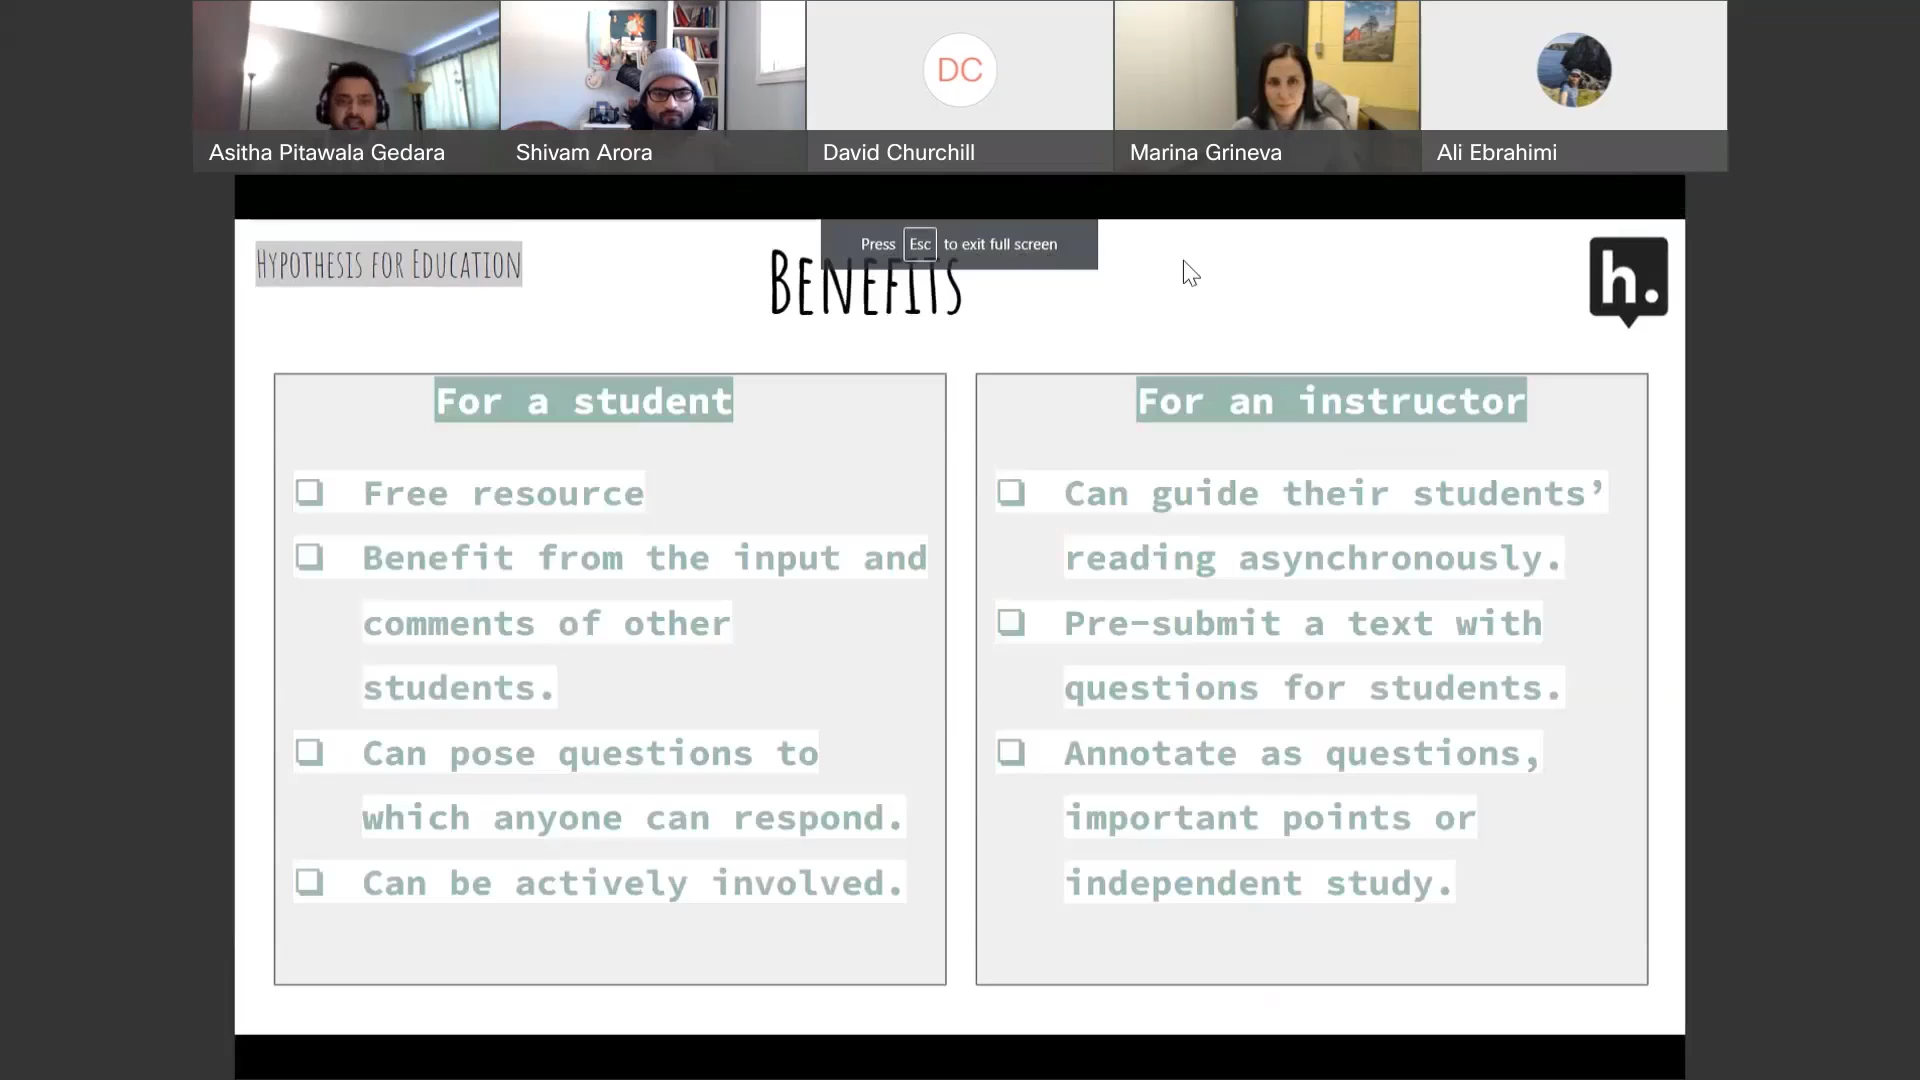 DC
Asitha Pitawala Gedara
Shivam Arora
David Churchill
Marina Grineva
Ali Ebrahimi
Press Esc to exit full screen
Hypothesis for Education
Benefits
h.
For a student
❑ Free resource
❑ Benefit from the input and
comments of other
students.
❑ Can pose questions to
which anyone can respond.
❑ Can be actively involved.
For an instructor
❑ Can guide their students’
reading asynchronously.
❑ Pre-submit a text with
questions for students.
❑ Annotate as questions,
important points or
independent study.